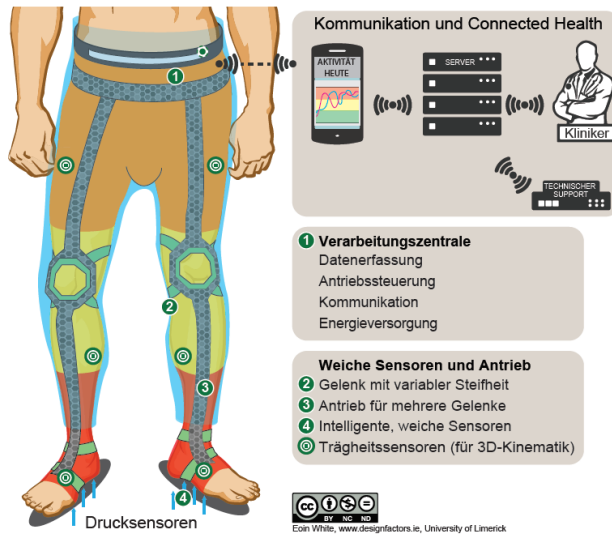 Kommunikation und Connected Health
AKTIVITÄT
HEUTE
SERVER
Kliniker
TECHNISCHER
SUPPORT
1
1 Verarbeitungszentrale
Datenerfassung
Antriebssteuerung
Kommunikation
Energieversorgung
2
3
4
Weiche Sensoren und Antrieb
2 Gelenk mit variabler Steifheit
3 Antrieb für mehrere Gelenke
4 Intelligente, weiche Sensoren
Trägheitssensoren (für 3D-Kinematik)
Drucksensoren
cc
BY NC ND
Eoin White, www.designfactors.ie, University of Limerick